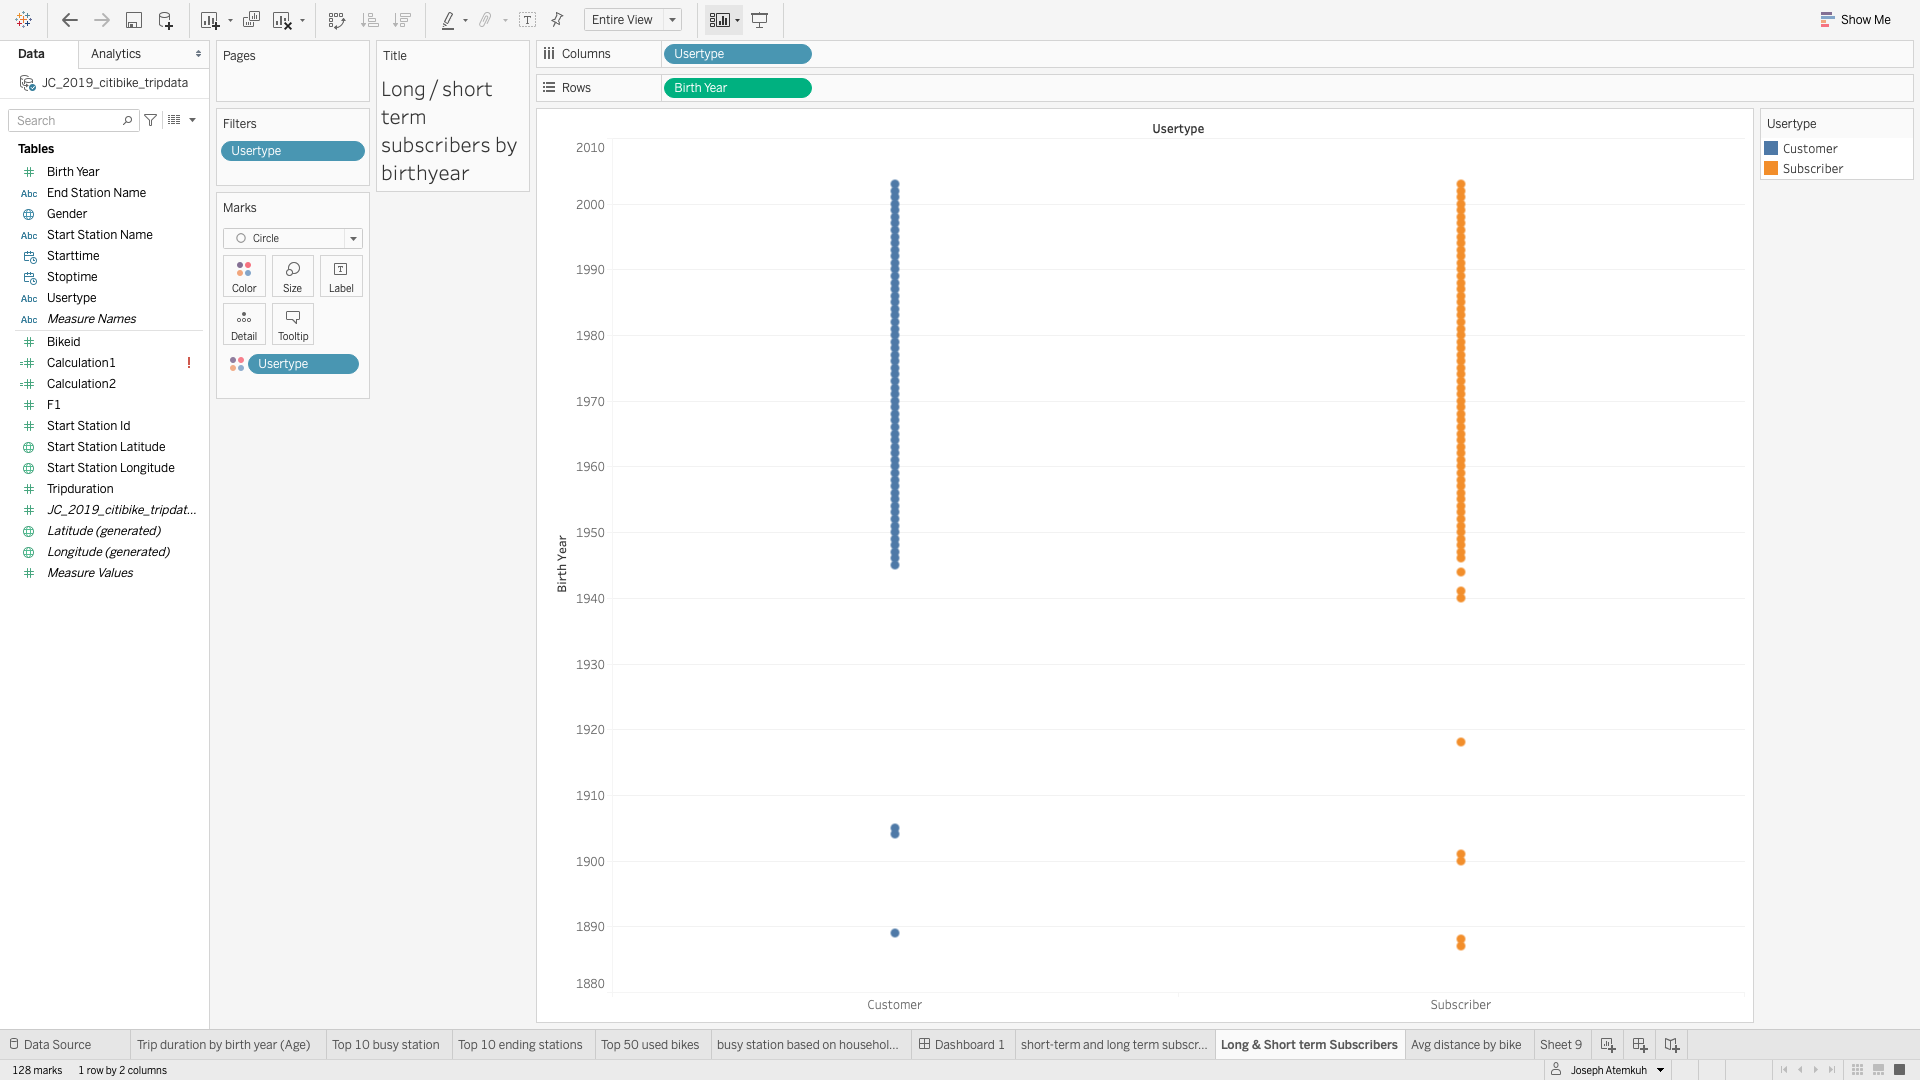 Entire View
Show Me
Data
Analytics
JC_2019_citibike_tripdata
Search
Tables
Birth Year
Abc End Station Name
Gender
Abc Start Station Name
Starttime
Stoptime
Abc Usertype
Abc Measure Names
Bikeid
Calculation1 !
Calculation2
F1
Start Station Id
Start Station Latitude
Start Station Longitude
Tripduration
JC_2019_citibike_tripdat...
Latitude (generated)
Longitude (generated)
Measure Values
Pages
Filters
Usertype
Marks
Circle
Color
Size
Label
Detail
Tooltip
Usertype
Title
Long / short
term
subscribers by
birthyear
Columns
Usertype
Rows
Birth Year
Usertype
2010
2000
1990
1980
1970
1960
1950
1940
1930
1920
1910
1900
1890
1880
Birth Year
Customer
Subscriber
Usertype
Customer
Subscriber
Data Source
Trip duration by birth year (Age)
Top 10 busy station
Top 10 ending stations
Top 50 used bikes
busy station based on househol...
Dashboard 1
short-term and long term subscr...
Long & Short term Subscribers
Avg distance by bike
Sheet 9
128 marks
1 row by 2 columns
Joseph Atemkuh